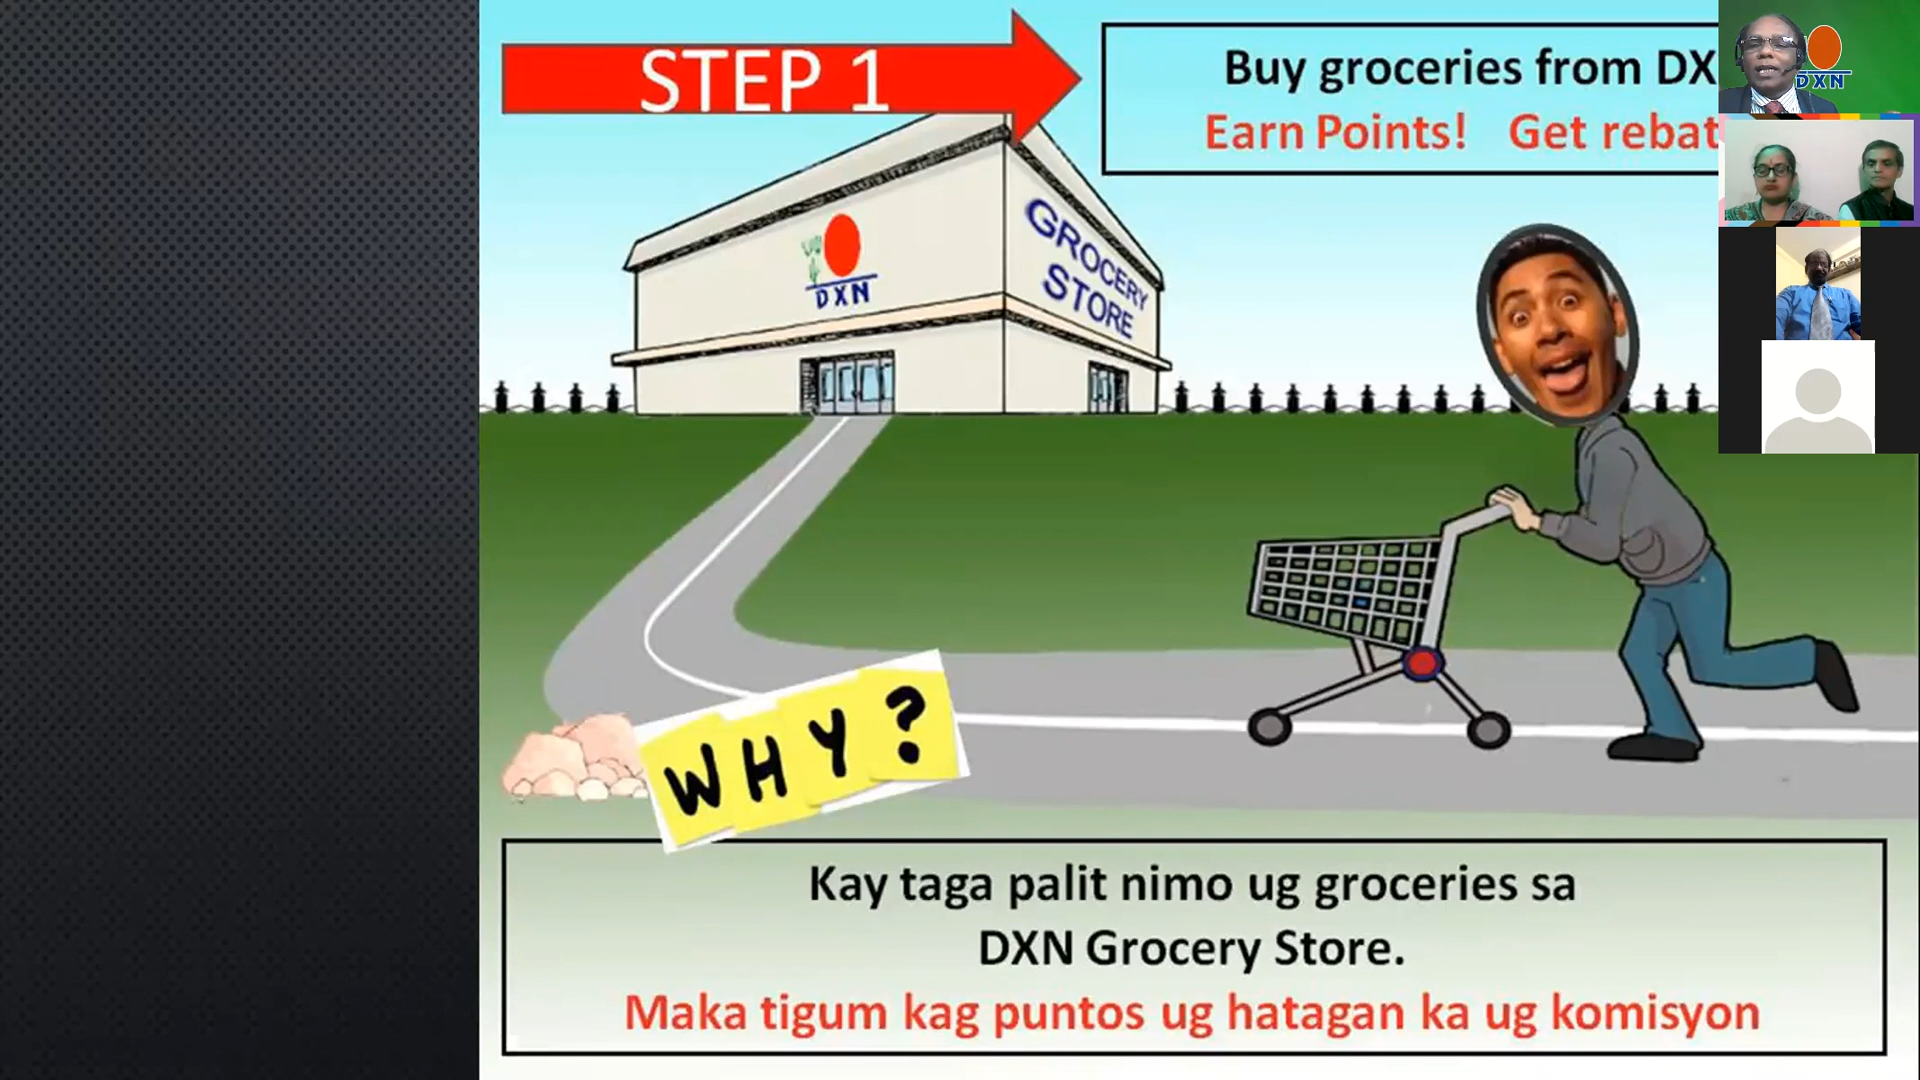 STEP 1
Buy groceries from DX
Earn Points! Get rebat
DXN
GROCERY
STORE
DXN
WHY?
Kay taga palit nimo ug groceries sa
DXN Grocery Store.
Maka tigum kag puntos ug hatagan ka ug komisyon